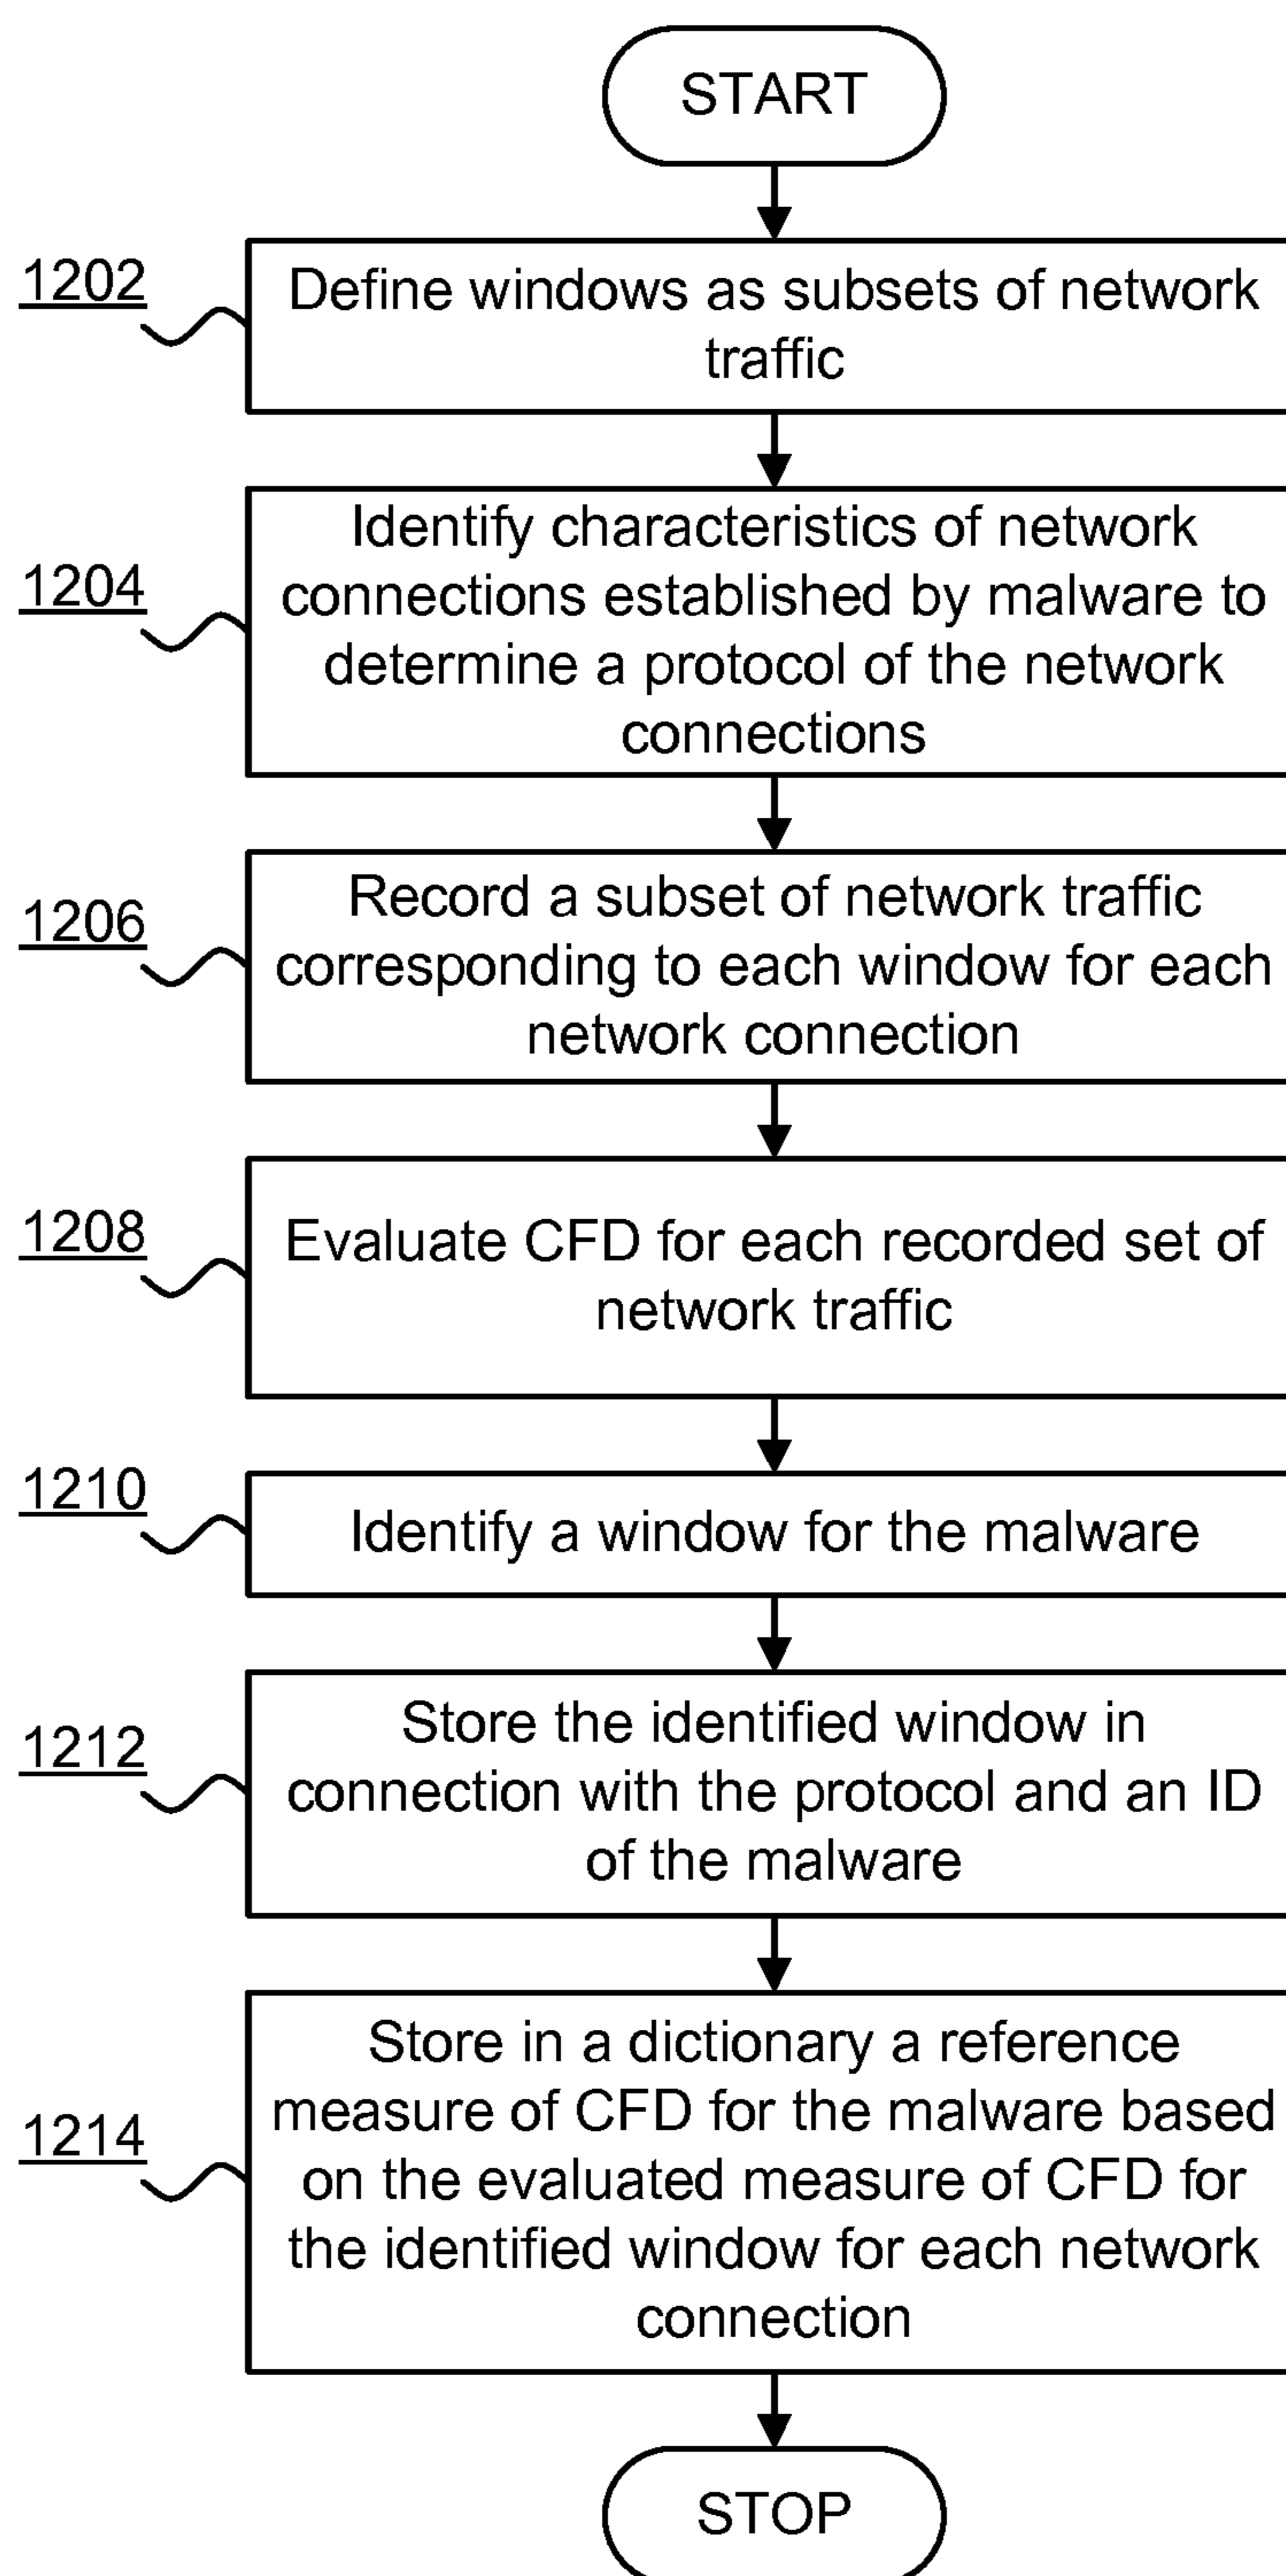 START
1202
Define windows as subsets of network
traffic
1204
Identify characteristics of network
connections established by malware to
determine a protocol of the network
connections
1206
Record a subset of network traffic
corresponding to each window for each
network connection
1208
Evaluate CFD for each recorded set of
network traffic
1210
Identify a window for the malware
1212
Store the identified window in
connection with the protocol and an ID
of the malware
1214
Store in a dictionary a reference
measure of CFD for the malware based
on the evaluated measure of CFD for
the identified window for each network
connection
STOP